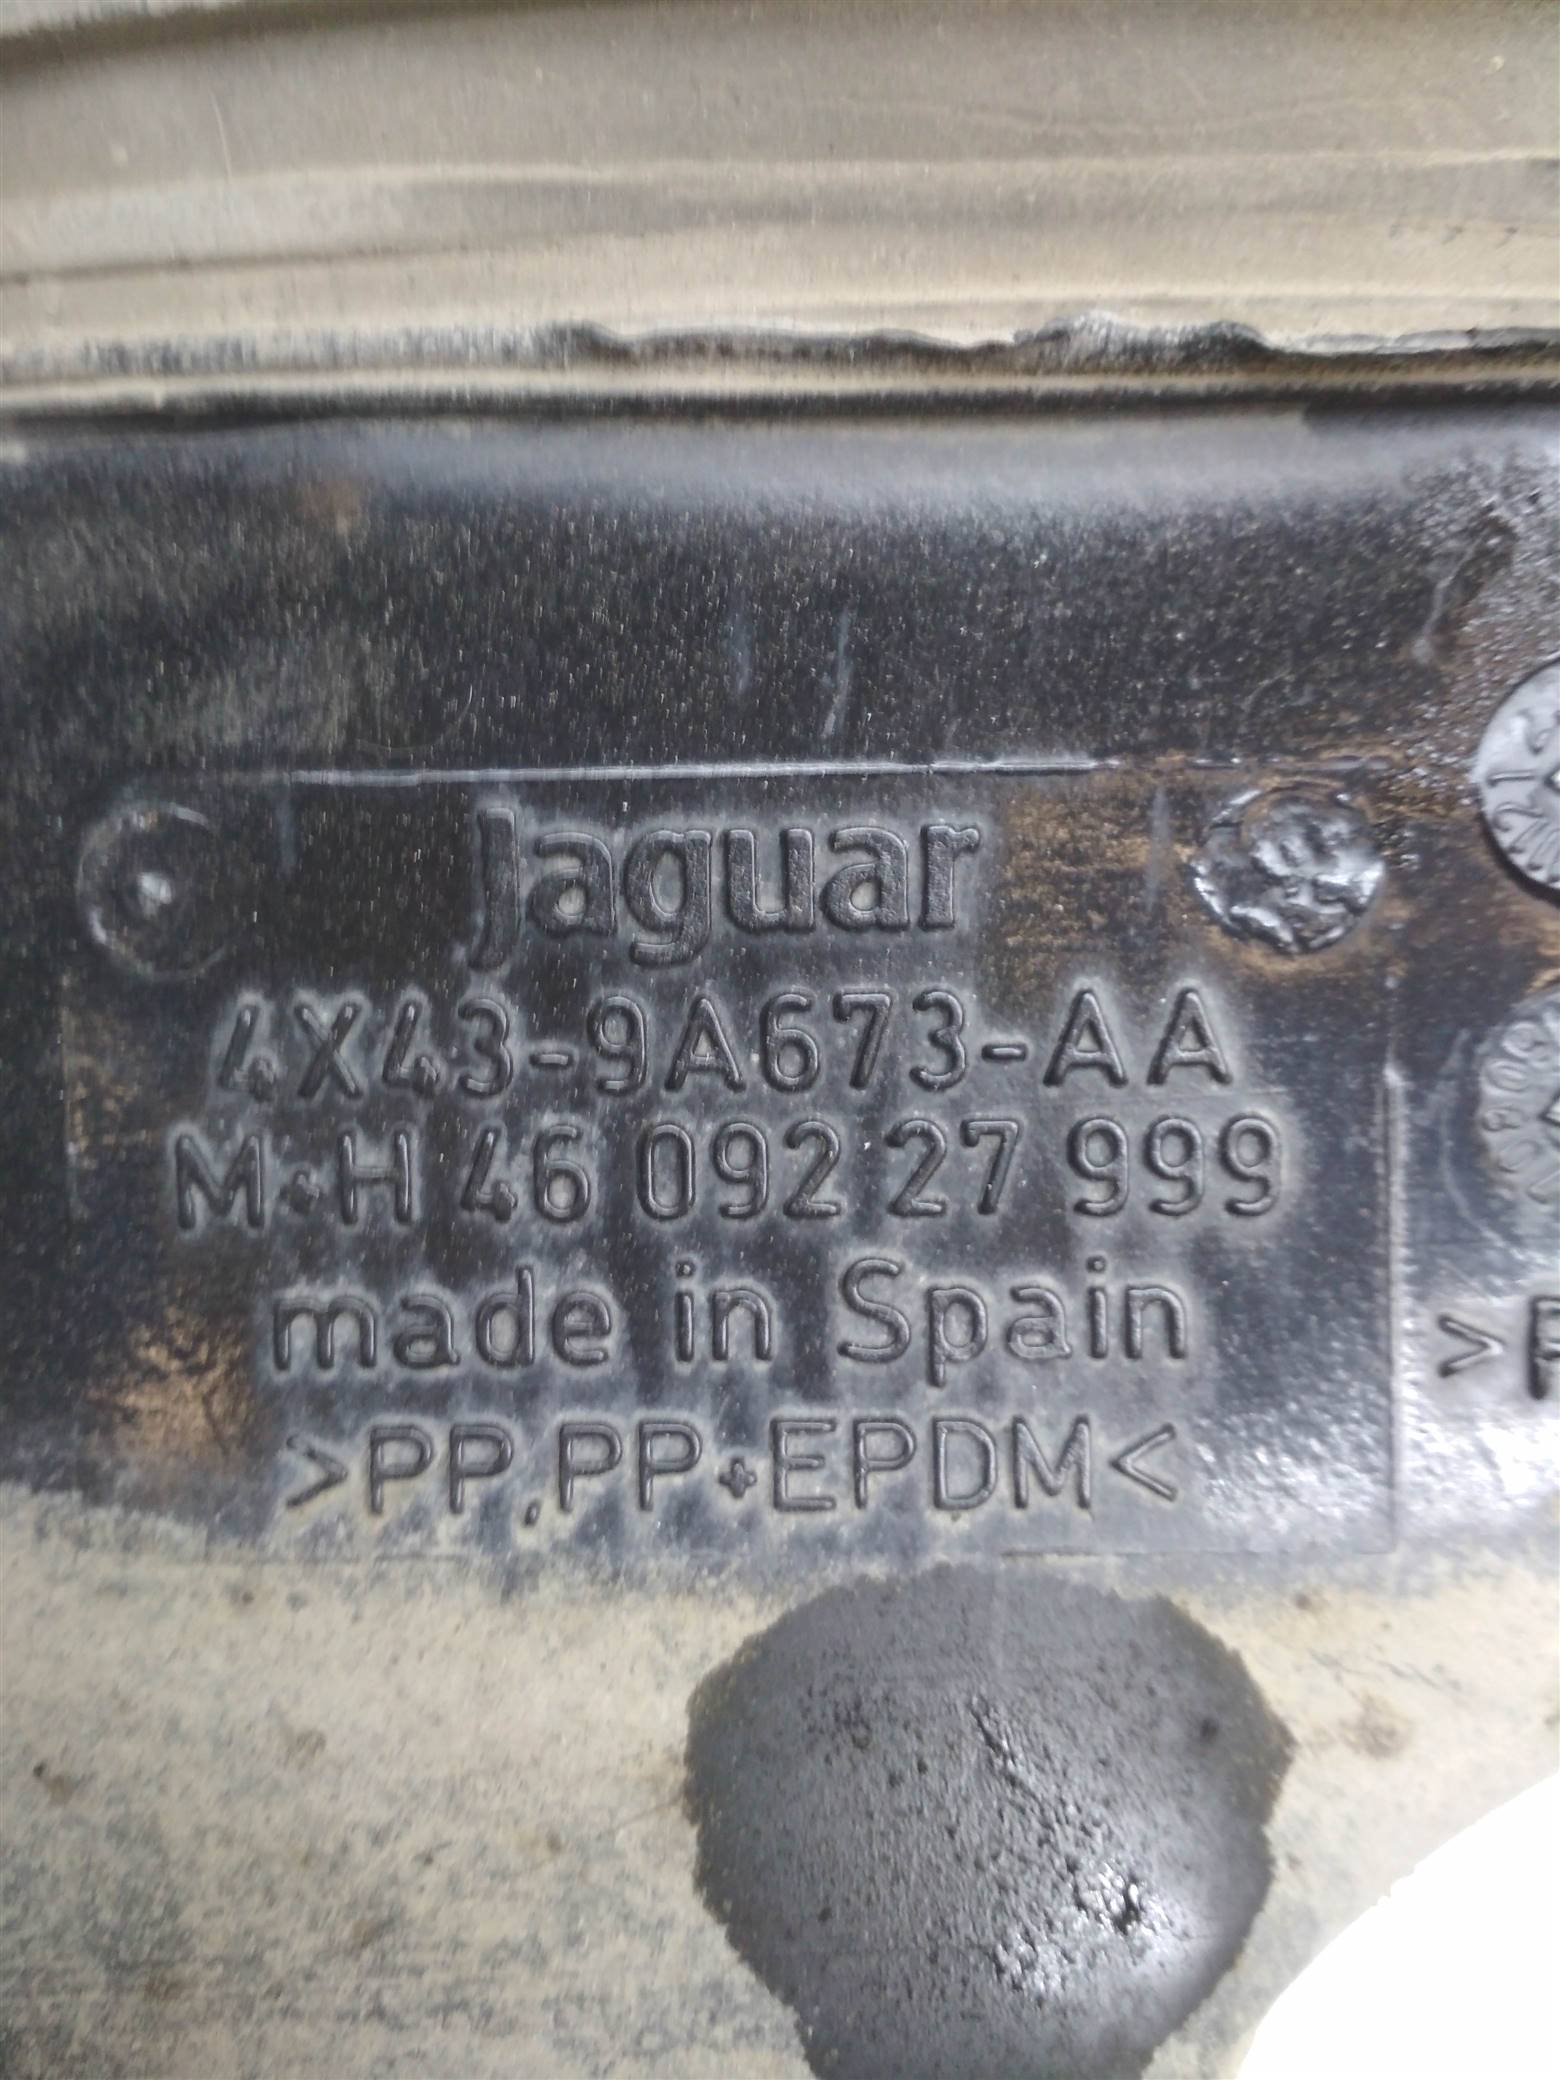 Jaguar
4X43-9A673-AA
M+H 46 092 27 999
made in Spain
>PP,PP+EPDM<